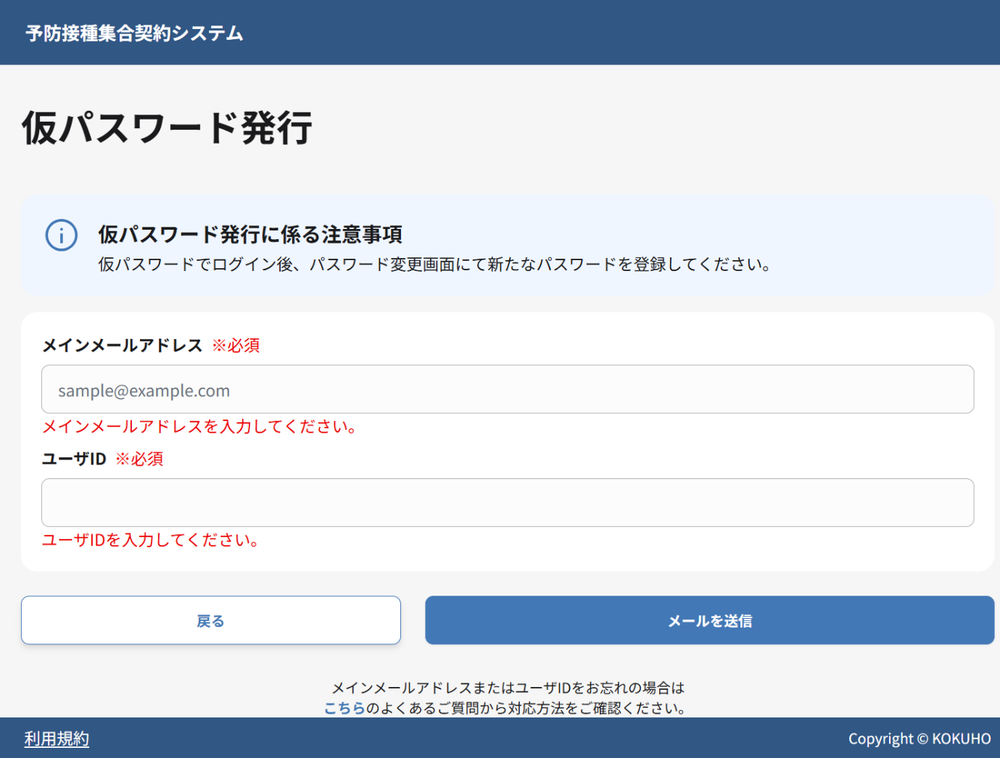 予防接種集合契約システム
仮パスワード発行
仮パスワード発行に係る注意事項
仮パスワードでログイン後、パスワード変更画面にて新たなパスワードを登録してください。
メインメールアドレス ※必須
sample@example.com
メインメールアドレスを入力してください。
ユーザID ※必須
ユーザIDを入力してください。
戻る
メールを送信
メインメールアドレスまたはユーザIDをお忘れの場合は
こちらのよくあるご質問から対応方法をご確認ください。
利用規約
Copyright © KOKUHO